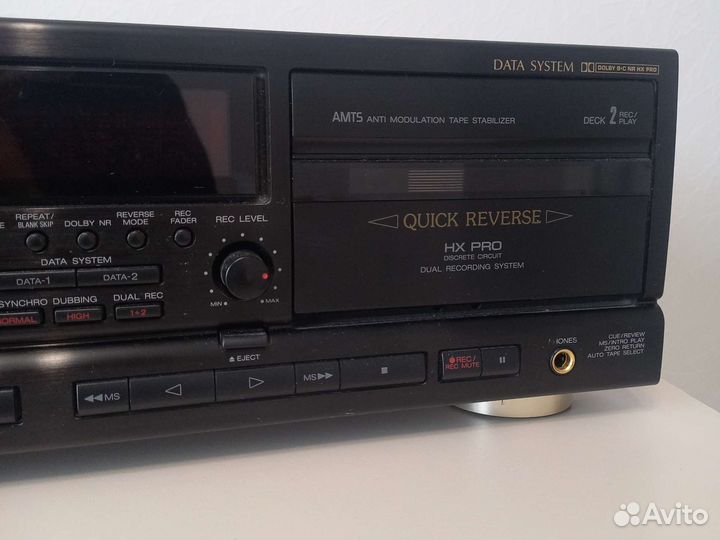 DATA SYSTEM DOLBY B-C NR HX PRO
AMTS ANTI MODULATION TAPE STABILIZER
DECK 2 REC/
PLAY
REPEAT/
BLANK SKIP
DOLBY NR
REVERSE
MODE
REC
FADER
REC LEVEL
MIN
MAX
QUICK REVERSE
HX PRO
DISCRETE CIRCUIT
DUAL RECORDING SYSTEM
DATA SYSTEM
DATA-1
DATA-2
SYNCHRO DUBBING
DUAL REC
NORMAL
HIGH
1+2
EJECT
MS
MS
REC/
REC MUTE
CUE/REVIEW
MS/INTRO PLAY
ZERO RETURN
AUTO TAPE SELECT
Avito